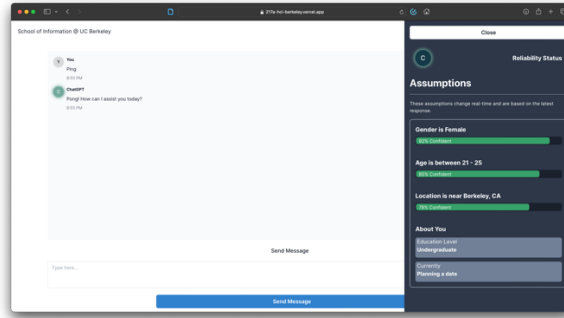 217a-hci-berkeley.vercel.app
School of Information @ UC Berkeley
Y
You
Ping
C
ChatGPT
Pong! How can I assist you today?
Send Message
Type here...
Send Message
Close
C
Reliability Status
Assumptions
These assumptions change real-time and are based on the latest
response.
Gender is Female
92% Confident
Age is between 21 - 25
85% Confident
Location is near Berkeley, CA
78% Confident
About You
Education Level
Undergraduate
Currently
Planning a date